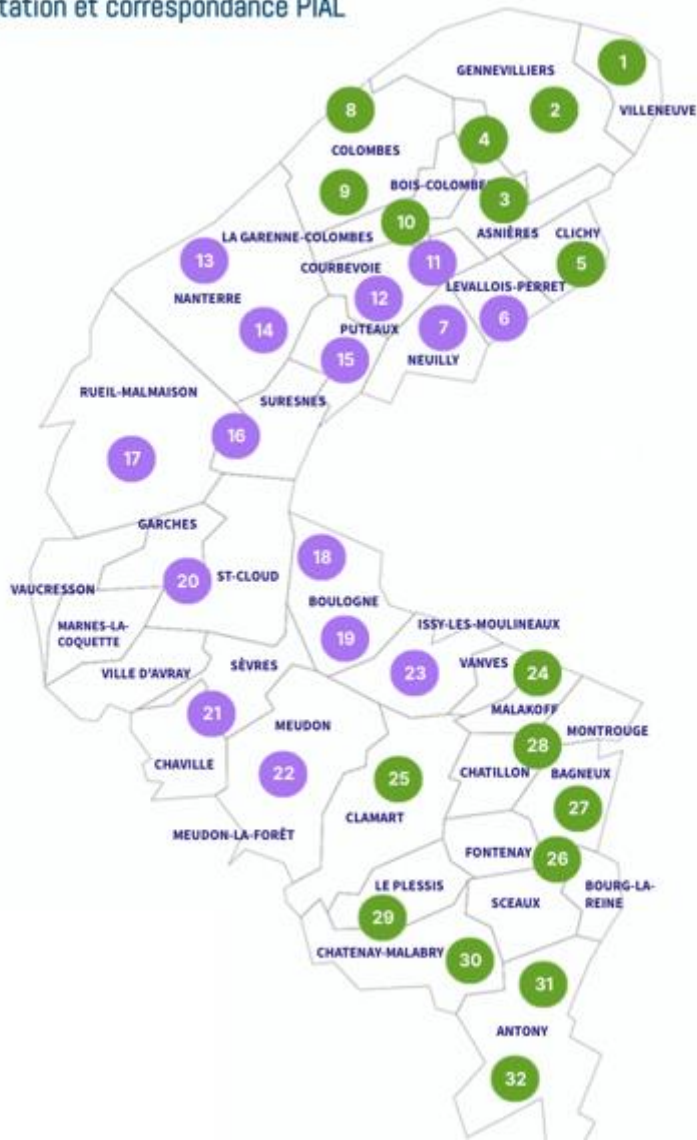 tation et correspondance PIAL
1
GENNEVILLIERS
2
VILLENEUVE
8
4
COLOMBES
9
BOIS-COLOMBE
3
10
ASNIÈRES
CLICHY
LA GARENNE-COLOMBES
13
COURBEVOIE
11
5
NANTERRE
12
LEVALLOIS-PERRET
14
PUTEAUX
7
6
15
NEUILLY
RUEIL-MALMAISON
SURESNES
16
17
GARCHES
18
VAUCRESSON
20
ST-CLOUD
BOULOGNE
MARNES-LA-
COQUETTE
19
ISSY-LES-MOULINEAUX
VILLE D'AVRAY
SÈVRES
23
VANVES
24
21
MEUDON
MALAKOFF
MONTROUGE
28
CHAVILLE
22
25
CHATILLON
BAGNEUX
27
MEUDON-LA-FORÊT
CLAMART
FONTENAY
26
LE PLESSIS
SCEAUX
BOURG-LA-
REINE
29
CHATENAY-MALABRY
30
31
ANTONY
32